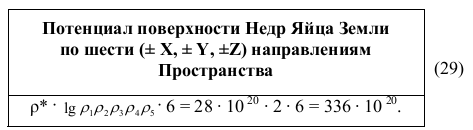 Потенциал поверхности Недр Яйца Земли
по шести (± X, ± Y, ±Z) направлениям
Пространства
(29)
ρ* · lg ρ₁ρ₂ρ₃ρ₄ρ₅ · 6 = 28 · 10²⁰ · 2 · 6 = 336 · 10²⁰.